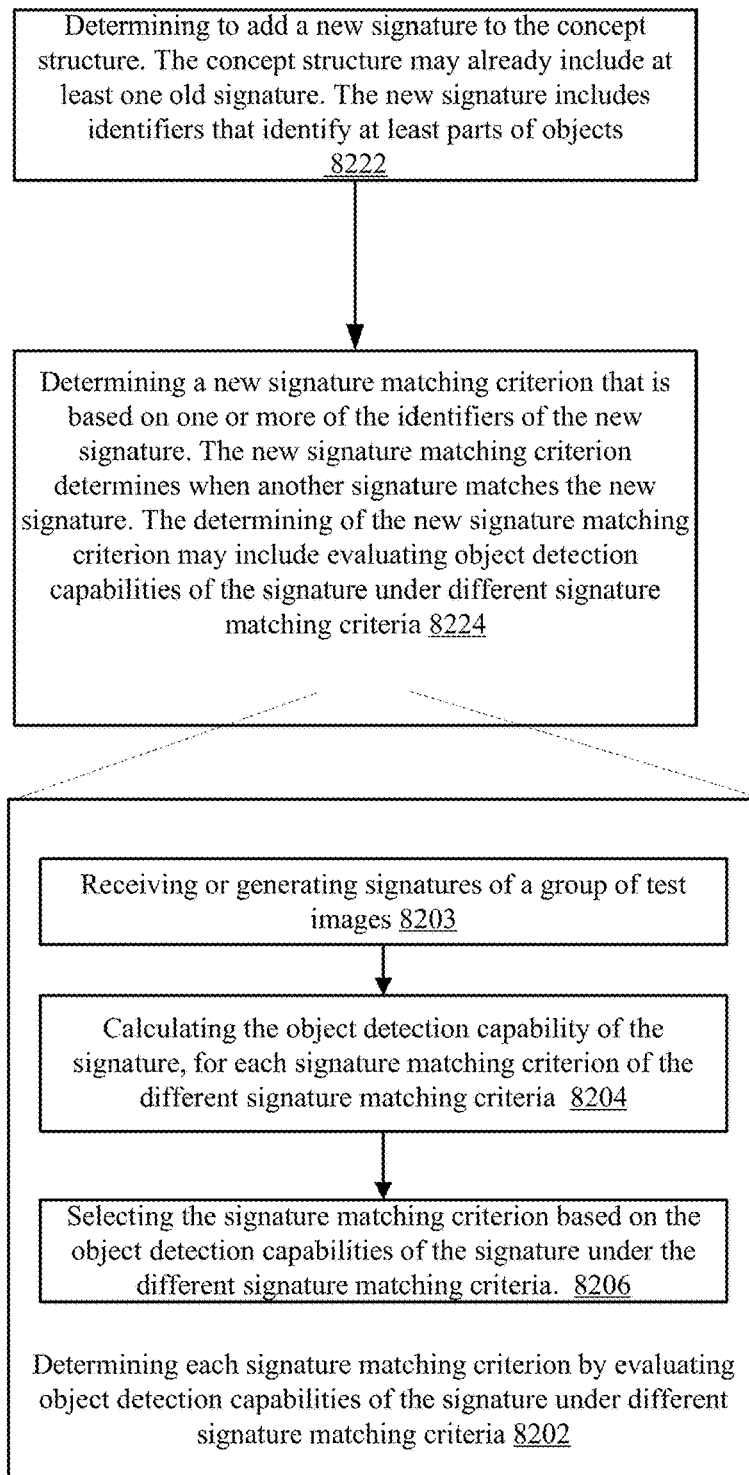 Determining to add a new signature to the concept
structure. The concept structure may already include at
least one old signature. The new signature includes
identifiers that identify at least parts of objects
8222
Determining a new signature matching criterion that is
based on one or more of the identifiers of the new
signature. The new signature matching criterion
determines when another signature matches the new
signature. The determining of the new signature matching
criterion may include evaluating object detection
capabilities of the signature under different signature
matching criteria 8224
Receiving or generating signatures of a group of test
images 8203
Calculating the object detection capability of the
signature, for each signature matching criterion of the
different signature matching criteria 8204
Selecting the signature matching criterion based on the
object detection capabilities of the signature under the
different signature matching criteria. 8206
Determining each signature matching criterion by evaluating
object detection capabilities of the signature under different
signature matching criteria 8202